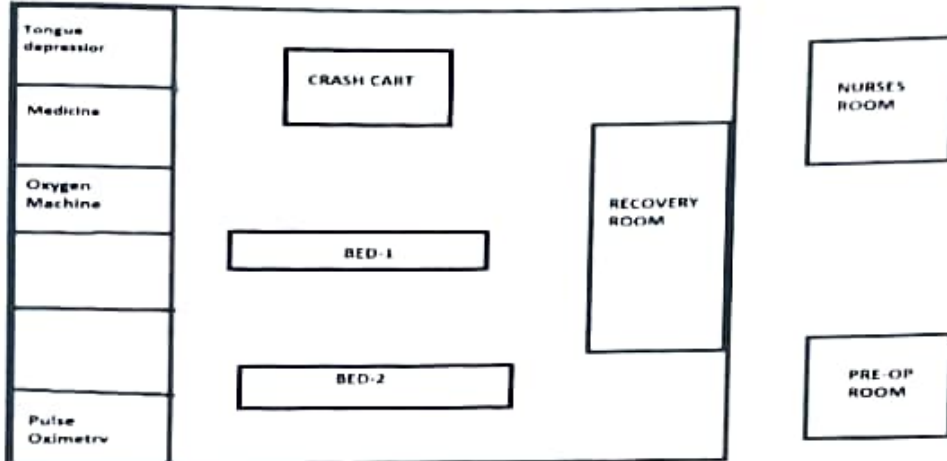 Tongue
depressior
Medicine
Oxygen
Machine
Pulse
Oximetry
CRASH CART
BED-1
BED-2
RECOVERY
ROOM
NURSES
ROOM
PRE-OP
ROOM